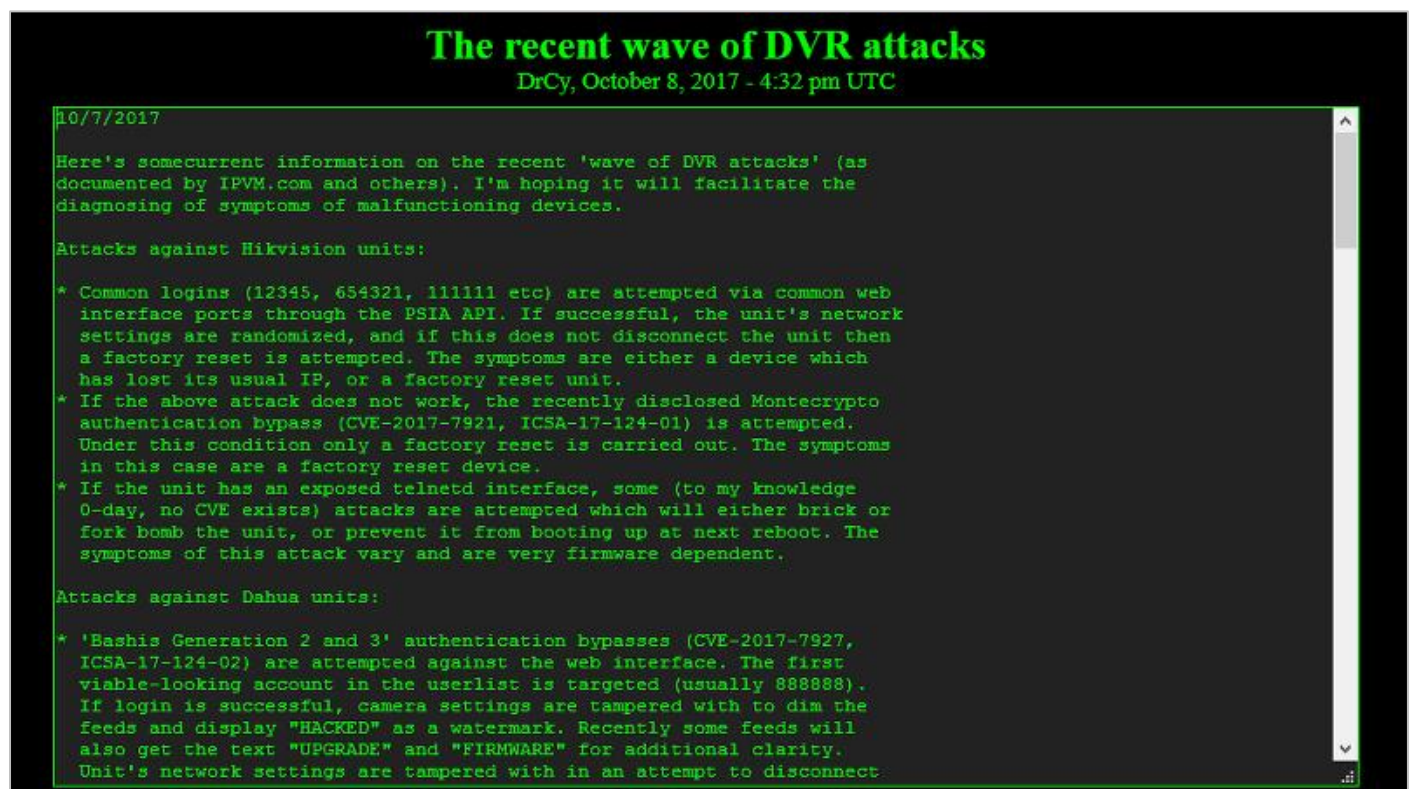 The recent wave of DVR attacks
DrCy, October 8, 2017 - 4:32 pm UTC
10/7/2017
Here's somecurrent information on the recent 'wave of DVR attacks' (as
documented by IPVM.com and others). I'm hoping it will facilitate the
diagnosing of symptoms of malfunctioning devices.
Attacks against Hikvision units:
* Common logins (12345, 654321, 111111 etc) are attempted via common web
interface ports through the PSIA API. If successful, the unit's network
settings are randomized, and if this does not disconnect the unit then
a factory reset is attempted. The symptoms are either a device which
has lost its usual IP, or a factory reset unit.
* If the above attack does not work, the recently disclosed Montecrypto
authentication bypass (CVE-2017-7921, ICSA-17-124-01) is attempted.
Under this condition only a factory reset is carried out. The symptoms
in this case are a factory reset device.
* If the unit has an exposed telnetd interface, some (to my knowledge
0-day, no CVE exists) attacks are attempted which will either brick or
fork bomb the unit, or prevent it from booting up at next reboot. The
symptoms of this attack vary and are very firmware dependent.
Attacks against Dahua units:
* 'Bashis Generation 2 and 3' authentication bypasses (CVE-2017-7927,
ICSA-17-124-02) are attempted against the web interface. The first
viable-looking account in the userlist is targeted (usually 888888).
If login is successful, camera settings are tampered with to dim the
feeds and display "HACKED" as a watermark. Recently some feeds will
also get the text "UPGRADE" and "FIRMWARE" for additional clarity.
Unit's network settings are tampered with in an attempt to disconnect